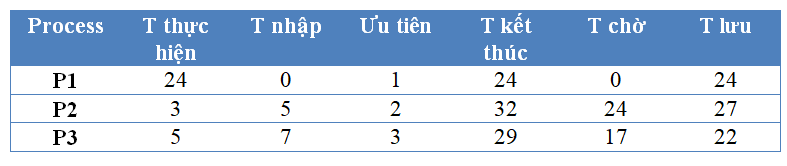 Process T thực hiện T nhập Ưu tiên T kết thúc T chờ T lưu
P1 24 0 1 24 0 24
P2 3 5 2 32 24 27
P3 5 7 3 29 17 22